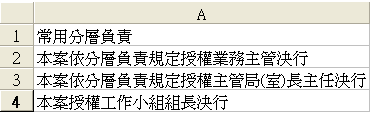 A
1 常用分層負責
2 本案依分層負責規定授權業務主管決行
3 本案依分層負責規定授權主管局(室)長主任決行
4 本案授權工作小組組長決行